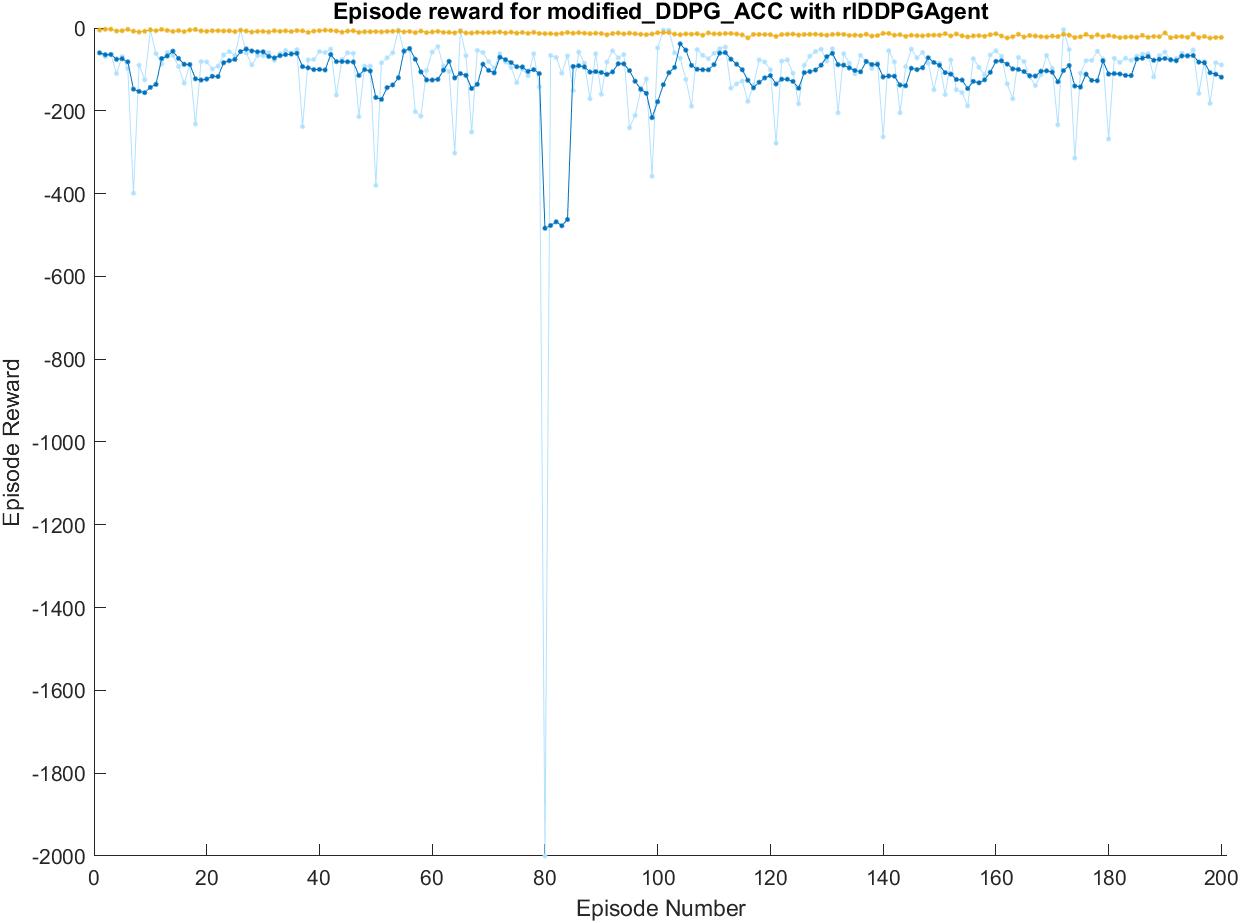 Episode reward for modified_DDPG_ACC with rlDDPGAgent
Episode Reward
0
-200
-400
-600
-800
-1000
-1200
-1400
-1600
-1800
-2000
0 20 40 60 80 100 120 140 160 180 200
Episode Number